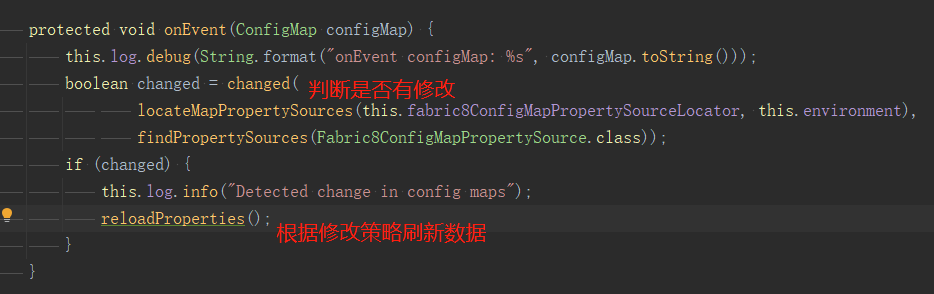 protected void onEvent(ConfigMap configMap) {
this.log.debug(String.format("onEvent configMap: %s", configMap.toString()));
boolean changed = changed( 判断是否有修改
locateMapPropertySources(this.fabric8ConfigMapPropertySourceLocator, this.environment),
findPropertySources(Fabric8ConfigMapPropertySource.class));
if (changed) {
this.log.info("Detected change in config maps");
reloadProperties(); 根据修改策略刷新数据
}
}